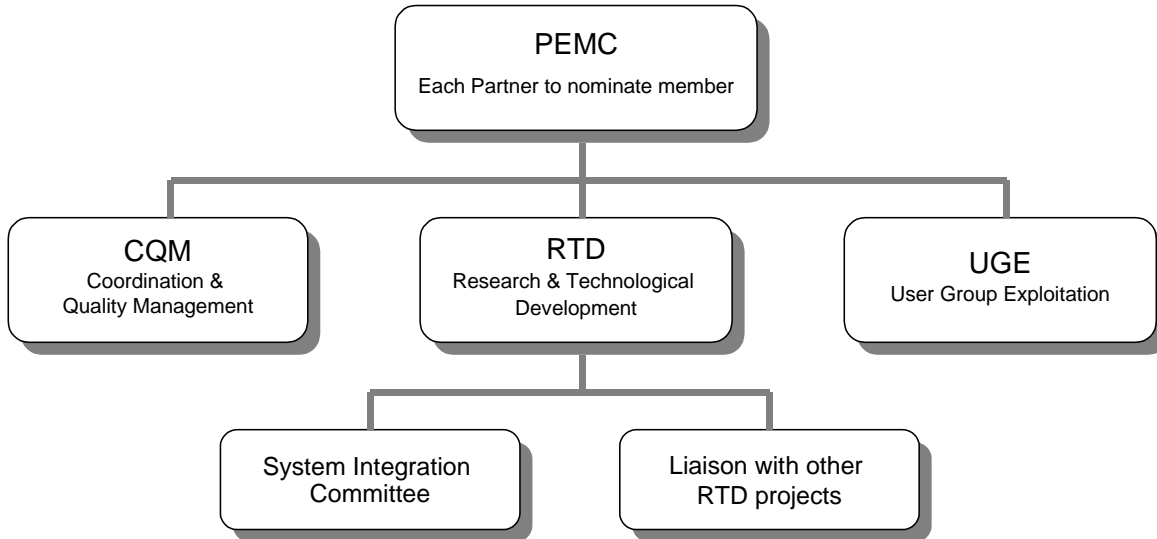 PEMC
Each Partner to nominate member
CQM
Coordination &
Quality Management
RTD
Research & Technological
Development
UGE
User Group Exploitation
System Integration
Committee
Liaison with other
RTD projects